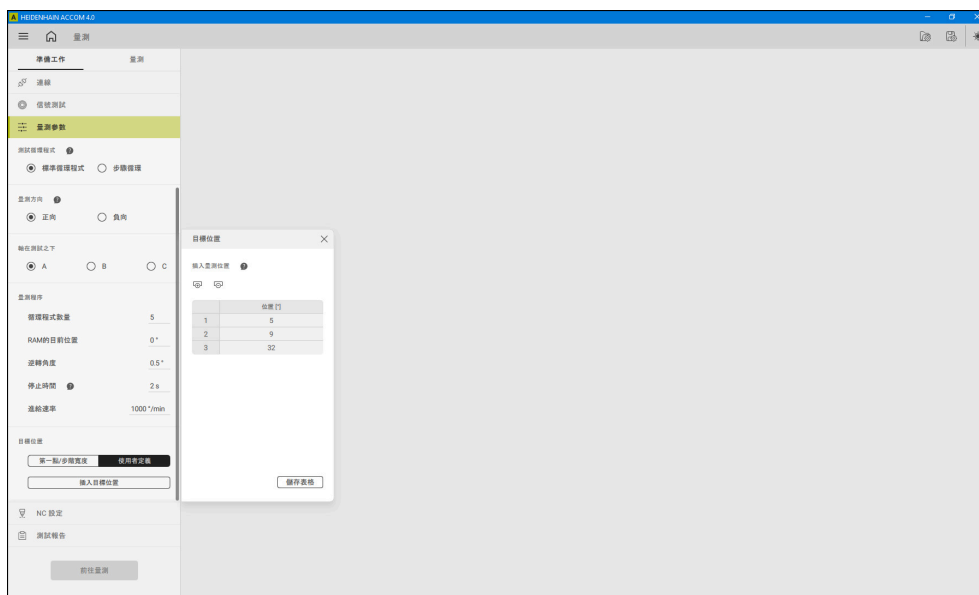 HEIDENHAIN ACCOM 4.0
量測
準備工作 量測
連線
信號測試
量測參數
測試循環程式
標準循環程式 步驟循環
量測方向
正向 負向
軸在測試之下
A B C
量測程序
循環程式數量 5
RAM的目前位置 0 °
逆轉角度 0.5 °
停止時間 2 s
進給速率 1000 °/min
目標位置
第一點/步階寬度 使用者定義
插入目標位置
NC 設定
測試報告
前往量測
目標位置
插入量測位置
位置 [°]
1 5
2 9
3 32
儲存表格